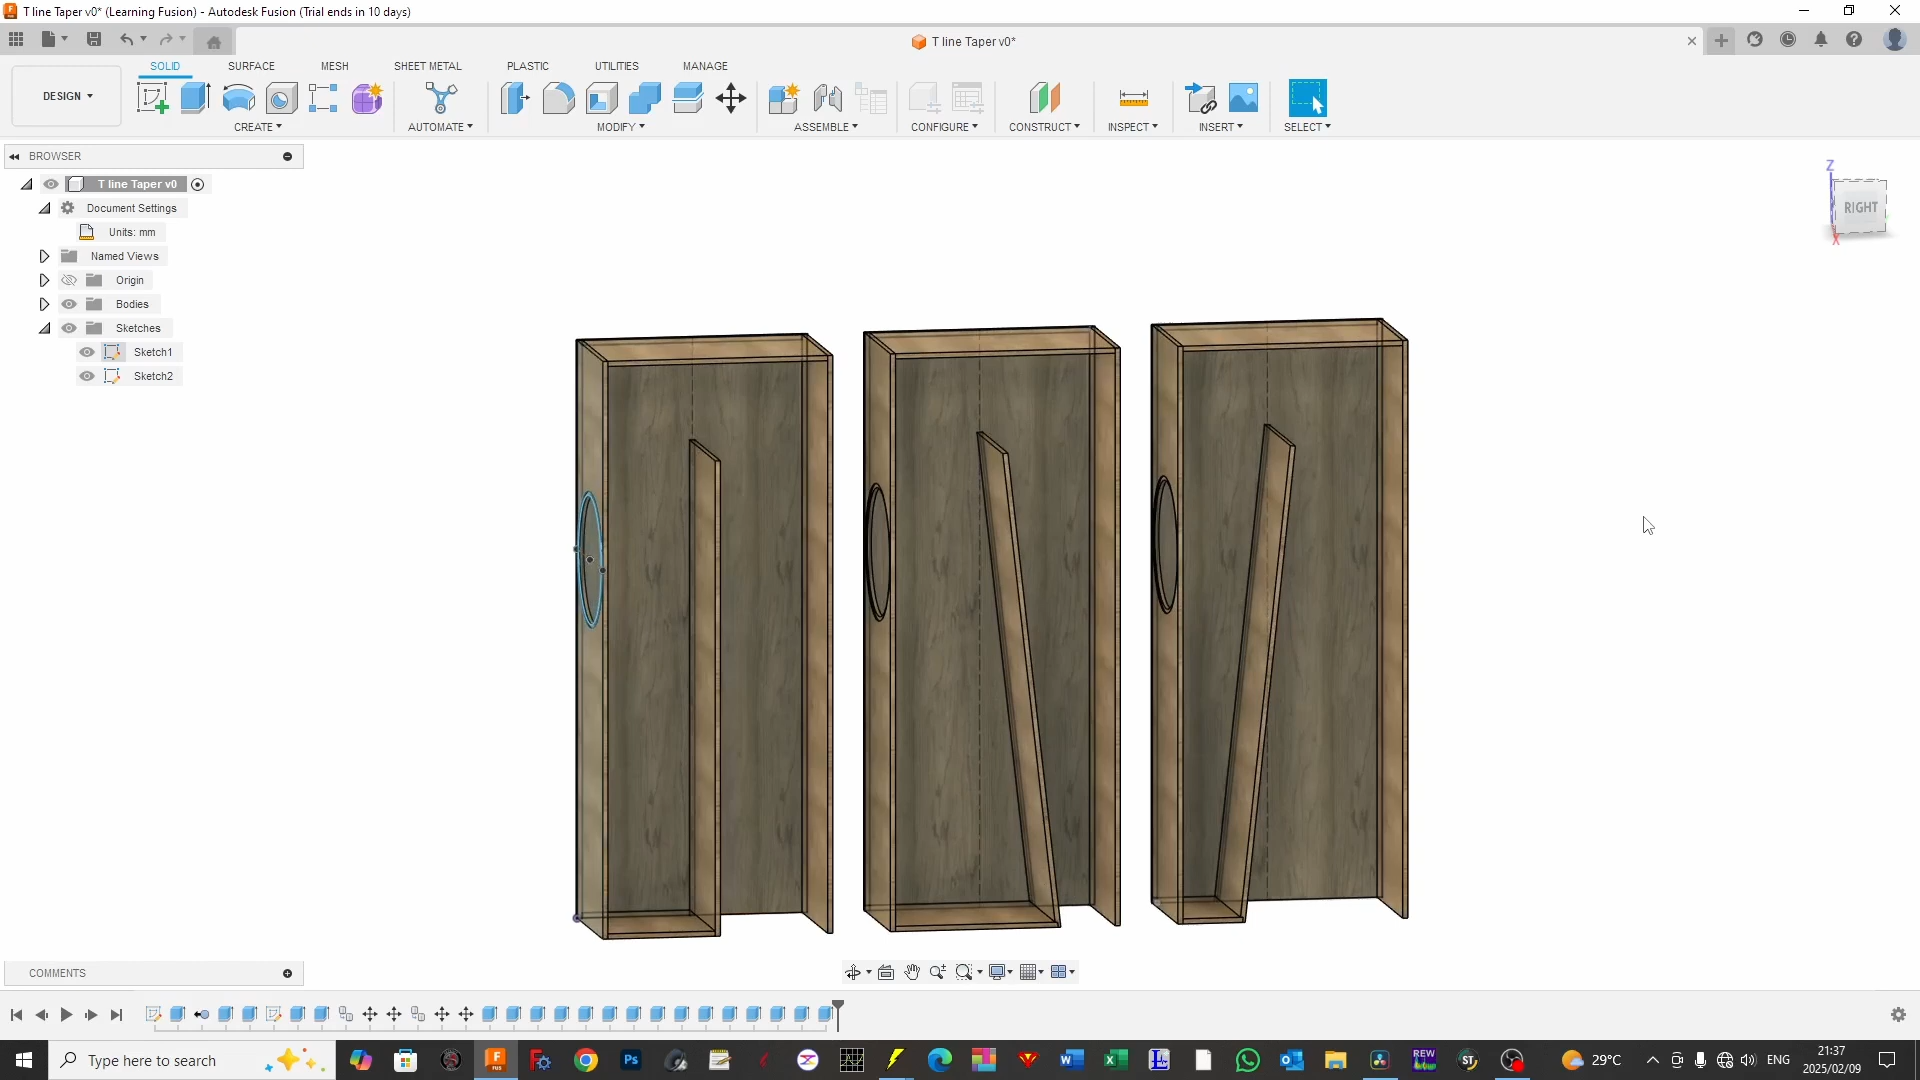 T line Taper v0* (Learning Fusion) - Autodesk Fusion (Trial ends in 10 days)
T line Taper v0*
SOLID SURFACE MESH SHEET METAL PLASTIC UTILITIES MANAGE
DESIGN
CREATE AUTOMATE MODIFY ASSEMBLE CONFIGURE CONSTRUCT INSPECT INSERT SELECT
BROWSER
T line Taper v0
Document Settings
Units: mm
Named Views
Origin
Bodies
Sketches
Sketch1
Sketch2
Z
RIGHT
X
COMMENTS
Type here to search
REW
ST
29°C
ENG
21:37
2025/02/09